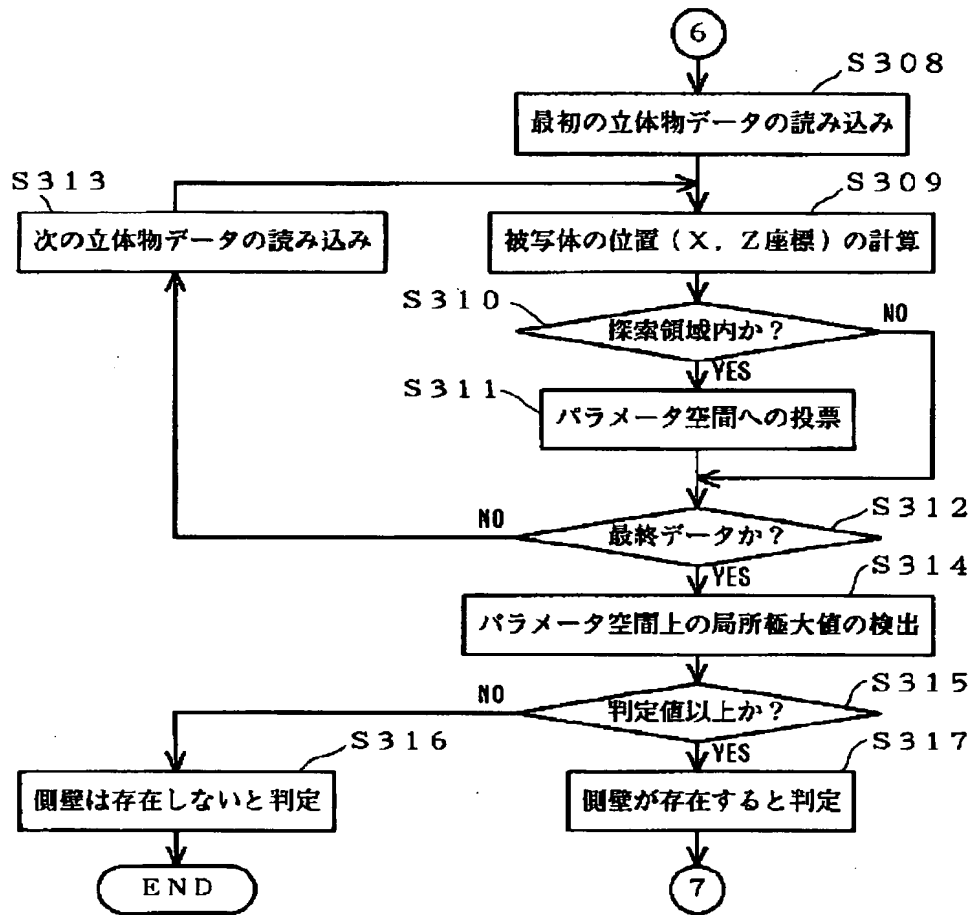 6
S308
最初の立体物データの読み込み
S313
S309
次の立体物データの読み込み
被写体の位置(X,Z座標)の計算
S310
NO
探索領域内か?
YES
S311
パラメータ空間への投票
S312
NO
最終データか?
YES
S314
パラメータ空間上の局所極大値の検出
S315
NO
判定値以上か?
YES
S316
S317
側壁は存在しないと判定
側壁が存在すると判定
END
7